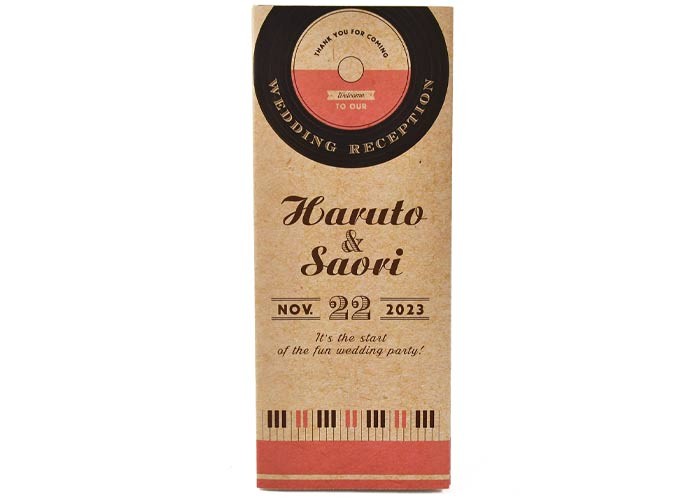 THANK YOU FOR COMING
Welcome
TO OUR
WEDDING RECEPTION
Haruto
&
Saori
NOV. 22 2023
It's the start
of the fun wedding party!